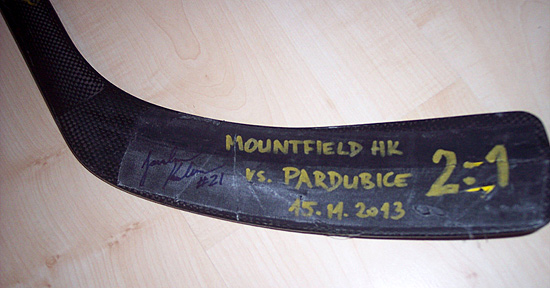 MOUNTFIELD HK
vs. PARDUBICE 2:1
15.11.2013
#21